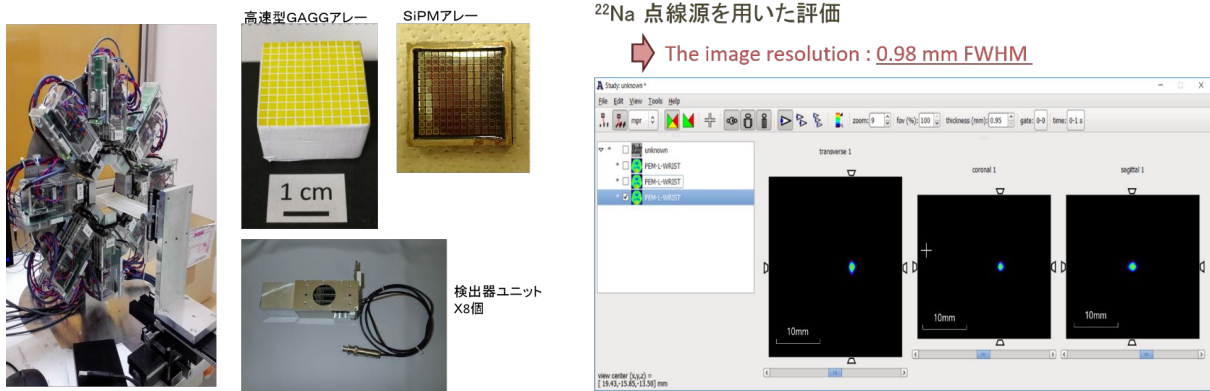 高速型GAGGアレー
SiPMアレー
1 cm
検出器ユニット
X8個
²²Na 点線源を用いた評価
The image resolution : 0.98 mm FWHM
Study: unknown *
File Edit View Tools Help
mpr
zoom: 9 fov (%): 100 thickness (mm): 0.95 gate: 0-0 time: 0-1 s
unknown
PEM-L-WRIST
PEM-L-WRIST
PEM-L-WRIST
transverse 1
coronal 1
sagittal 1
10mm
10mm
10mm
view center (x,y,z) =
[ 19.43,-15.85,-13.58] mm